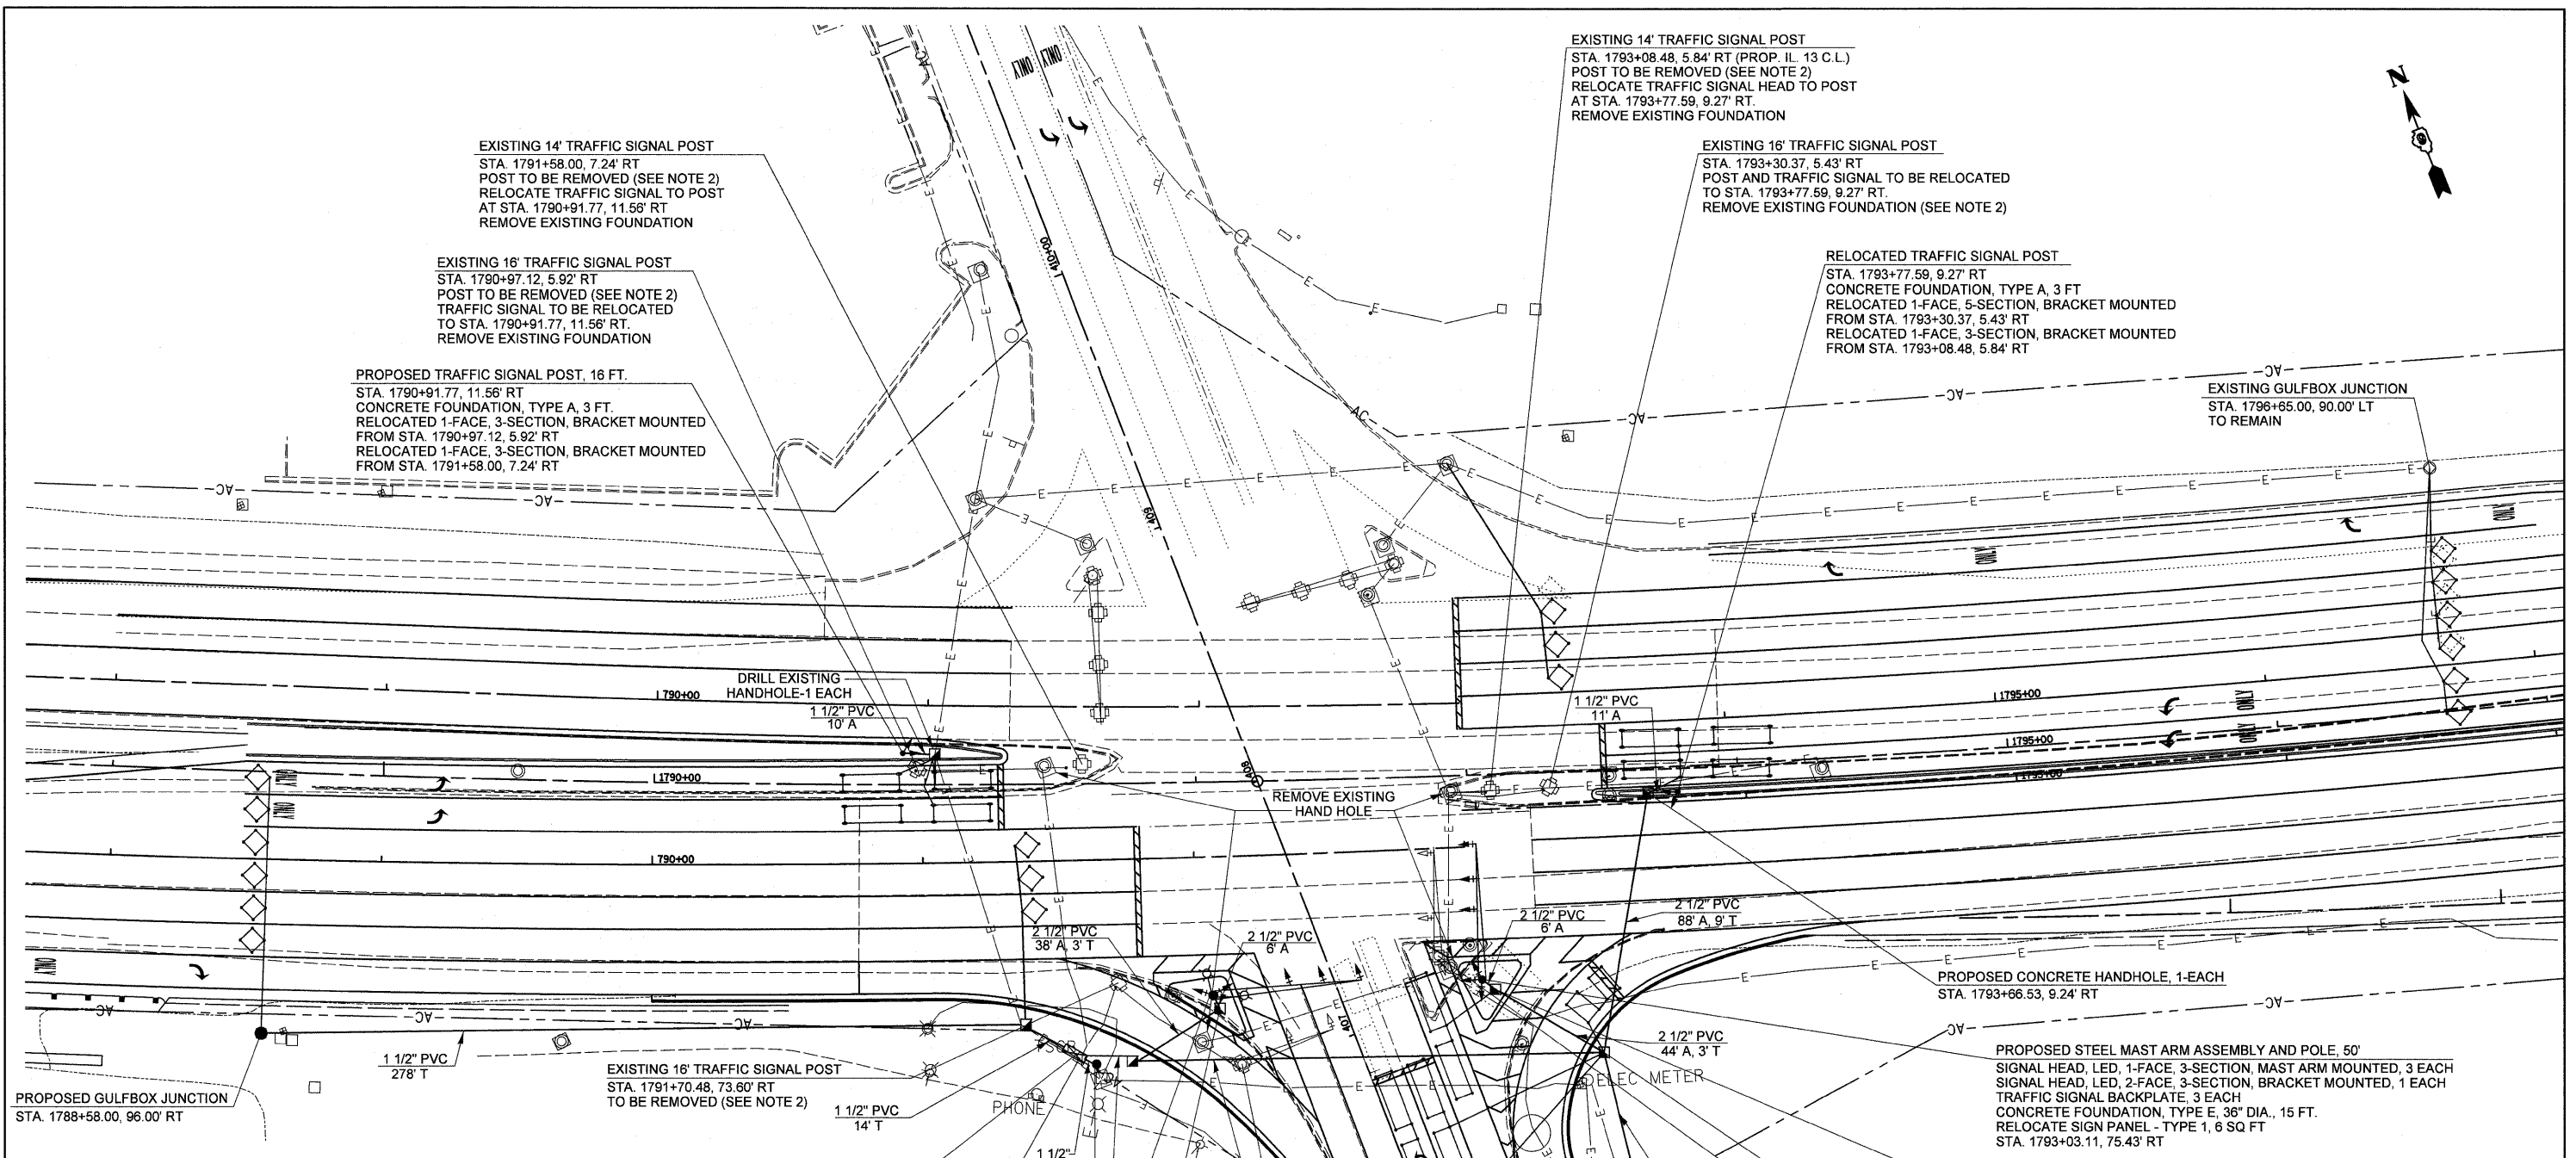 EXISTING 14' TRAFFIC SIGNAL POST
STA. 1793+08.48, 5.84' RT (PROP. IL. 13 C.L.)
POST TO BE REMOVED (SEE NOTE 2)
RELOCATE TRAFFIC SIGNAL HEAD TO POST
AT STA. 1793+77.59, 9.27' RT.
REMOVE EXISTING FOUNDATION
ONLY
ONLY
N
EXISTING 14' TRAFFIC SIGNAL POST
STA. 1791+58.00, 7.24' RT
POST TO BE REMOVED (SEE NOTE 2)
RELOCATE TRAFFIC SIGNAL TO POST
AT STA. 1790+91.77, 11.56' RT
REMOVE EXISTING FOUNDATION
EXISTING 16' TRAFFIC SIGNAL POST
STA. 1793+30.37, 5.43' RT
POST AND TRAFFIC SIGNAL TO BE RELOCATED
TO STA. 1793+77.59, 9.27' RT.
REMOVE EXISTING FOUNDATION (SEE NOTE 2)
EXISTING 16' TRAFFIC SIGNAL POST
STA. 1790+97.12, 5.92' RT
POST TO BE REMOVED (SEE NOTE 2)
TRAFFIC SIGNAL TO BE RELOCATED
TO STA. 1790+91.77, 11.56' RT.
REMOVE EXISTING FOUNDATION
RELOCATED TRAFFIC SIGNAL POST
STA. 1793+77.59, 9.27' RT
CONCRETE FOUNDATION, TYPE A, 3 FT
RELOCATED 1-FACE, 5-SECTION, BRACKET MOUNTED
FROM STA. 1793+30.37, 5.43' RT
RELOCATED 1-FACE, 3-SECTION, BRACKET MOUNTED
FROM STA. 1793+08.48, 5.84' RT
PROPOSED TRAFFIC SIGNAL POST, 16 FT.
STA. 1790+91.77, 11.56' RT
CONCRETE FOUNDATION, TYPE A, 3 FT.
RELOCATED 1-FACE, 3-SECTION, BRACKET MOUNTED
FROM STA. 1790+97.12, 5.92' RT
RELOCATED 1-FACE, 3-SECTION, BRACKET MOUNTED
FROM STA. 1791+58.00, 7.24' RT
EXISTING GULFBOX JUNCTION
STA. 1796+65.00, 90.00' LT
TO REMAIN
1410+00
1409
DRILL EXISTING
HANDHOLE-1 EACH
1 1/2" PVC
10' A
790+00
1790+00
790+00
1 1/2" PVC
11' A
1795+00
1795+00
1795+00
ONLY
ONLY
REMOVE EXISTING
HAND HOLE
1408
2 1/2" PVC
38' A, 3' T
2 1/2" PVC
6' A
2 1/2" PVC
6' A
2 1/2" PVC
88' A, 9' T
PROPOSED CONCRETE HANDHOLE, 1-EACH
STA. 1793+66.53, 9.24' RT
1407
2 1/2" PVC
44' A, 3' T
ELEC METER
PHONE
1 1/2" PVC
278' T
EXISTING 16' TRAFFIC SIGNAL POST
STA. 1791+70.48, 73.60' RT
TO BE REMOVED (SEE NOTE 2)
1 1/2" PVC
14' T
1 1/2"
PROPOSED GULFBOX JUNCTION
STA. 1788+58.00, 96.00' RT
PROPOSED STEEL MAST ARM ASSEMBLY AND POLE, 50'
SIGNAL HEAD, LED, 1-FACE, 3-SECTION, MAST ARM MOUNTED, 3 EACH
SIGNAL HEAD, LED, 2-FACE, 3-SECTION, BRACKET MOUNTED, 1 EACH
TRAFFIC SIGNAL BACKPLATE, 3 EACH
CONCRETE FOUNDATION, TYPE E, 36" DIA., 15 FT.
RELOCATE SIGN PANEL - TYPE 1, 6 SQ FT
STA. 1793+03.11, 75.43' RT